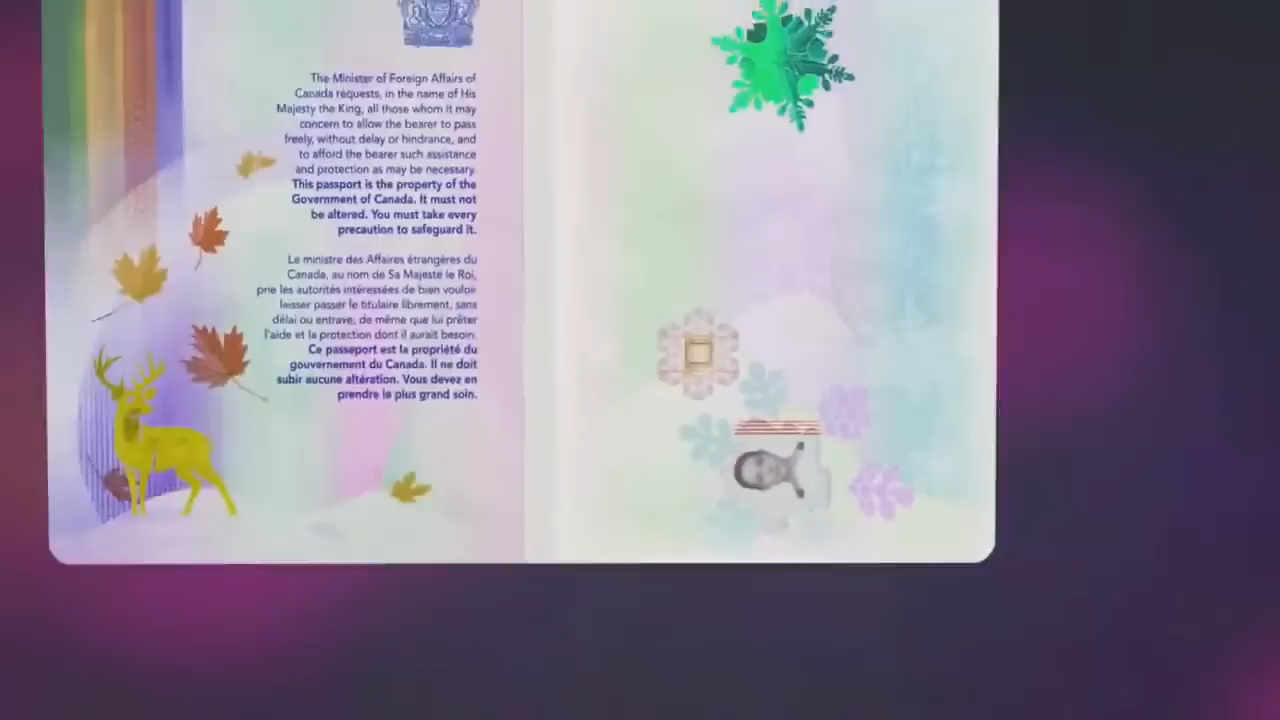 The Minister of Foreign Affairs of
Canada requests, in the name of His
Majesty the King, all those whom it may
concern to allow the bearer to pass
freely, without delay or hindrance, and
to afford the bearer such assistance
and protection as may be necessary.
This passport is the property of the
Government of Canada. It must not
be altered. You must take every
precaution to safeguard it.
Le ministre des Affaires étrangères du
Canada, au nom de Sa Majesté le Roi,
prie les autorités intéressées de bien vouloir
laisser passer le titulaire librement, sans
délai ou entrave, de même que lui prêter
l'aide et la protection dont il aurait besoin.
Ce passeport est la propriété du
gouvernement du Canada. Il ne doit
subir aucune altération. Vous devez en
prendre le plus grand soin.